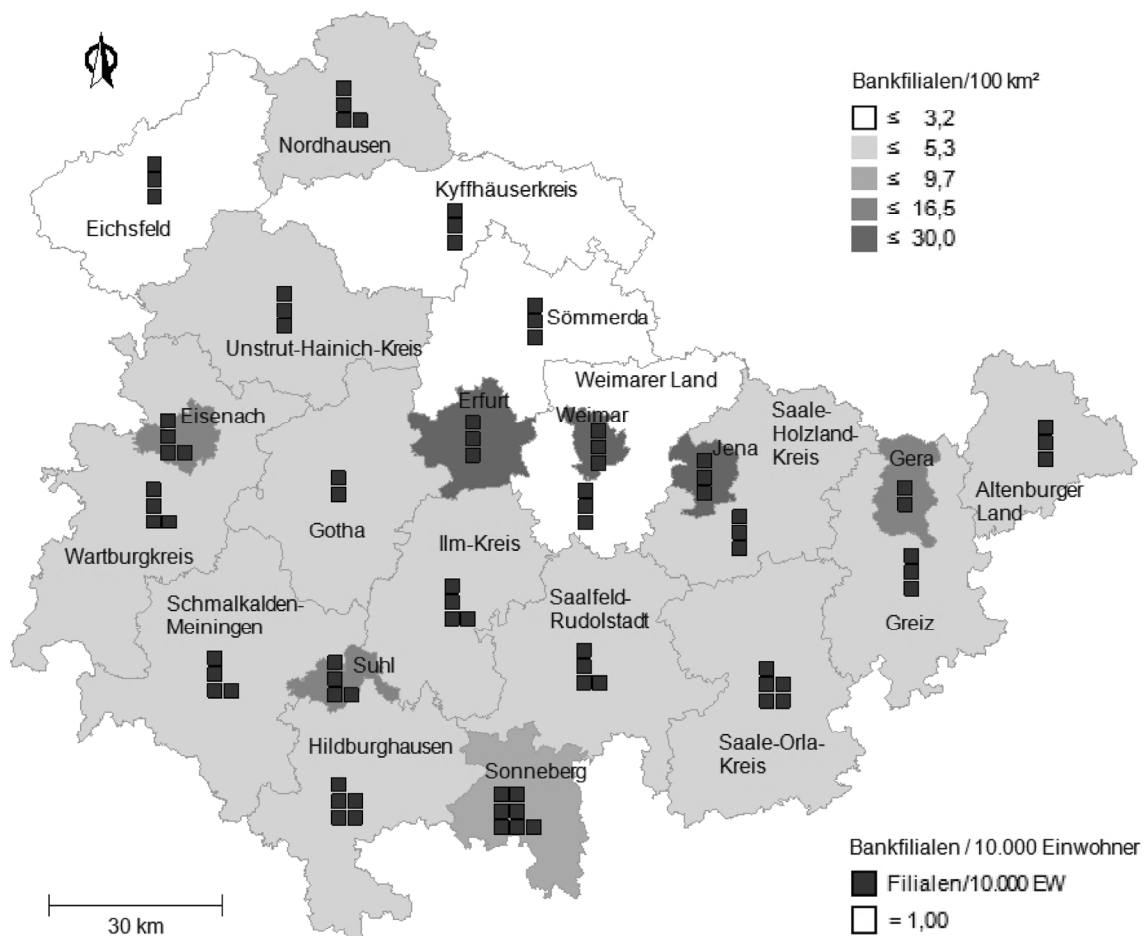 Bankfilialen/100 km²
≤ 3,2
≤ 5,3
≤ 9,7
≤ 16,5
≤ 30,0
Nordhausen
Kyffhäuserkreis
Eichsfeld
Sömmerda
Unstrut-Hainich-Kreis
Weimarer Land
Erfurt
Eisenach
Weimar
Saale-
Holzland-
Kreis
Jena
Gera
Altenburger
Land
Gotha
Ilm-Kreis
Wartburgkreis
Schmalkalden-
Meiningen
Saalfeld-
Rudolstadt
Greiz
Suhl
Hildburghausen
Sonneberg
Saale-Orla-
Kreis
Bankfilialen / 10.000 Einwohner
Filialen/10.000 EW
= 1,00
30 km